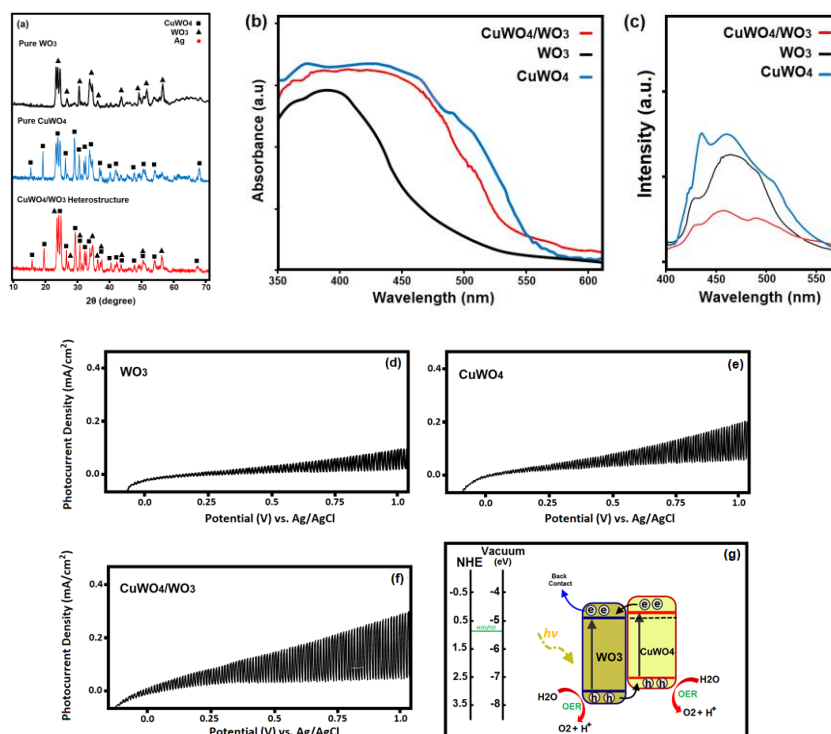 (a)
CuWO4 ■
WO3 ▲
Ag ●
Pure WO3
Pure CuWO4
CuWO4/WO3 Heterostructure
10 20 30 40 50 60 70
2θ (degree)
(b)
CuWO4/WO3
WO3
CuWO4
Absorbance (a.u)
350 400 450 500 550 600
Wavelength (nm)
(c)
CuWO4/WO3
WO3
CuWO4
Intensity (a.u.)
400 450 500 550
Wavelength (nm)
(d)
WO3
Photocurrent Density (mA/cm2)
0.4
0.2
0.0
0.0 0.25 0.5 0.75 1.0
Potential (V) vs. Ag/AgCl
(e)
CuWO4
0.4
0.2
0.0
0.0 0.25 0.5 0.75 1.0
Potential (V) vs. Ag/AgCl
(f)
CuWO4/WO3
Photocurrent Density (mA/cm2)
0.4
0.2
0.0
0.0 0.25 0.5 0.75 1.0
Potential (V) vs. Ag/AgCl
(g)
NHE
Vacuum
(eV)
-0.5
0.5
1.5
2.5
3.5
-4
-5
-6
-7
-8
Back
Contact
hv
e e
e e
WO3
CuWO4
h h
h h
H2O
OER
O2 + H+
H2O
OER
O2 + H+